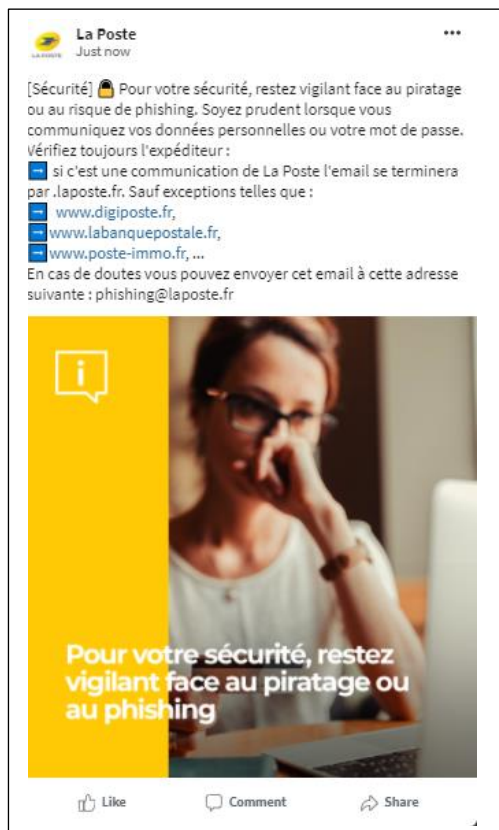 La Poste
Just now
LA POSTE
[Sécurité] 🔒 Pour votre sécurité, restez vigilant face au piratage
ou au risque de phishing. Soyez prudent lorsque vous
communiquez vos données personnelles ou votre mot de passe.
Vérifiez toujours l'expéditeur :
➡ si c'est une communication de La Poste l'email se terminera
par .laposte.fr. Sauf exceptions telles que :
➡ www.digiposte.fr,
➡ www.labanquepostale.fr,
➡ www.poste-immo.fr, ...
En cas de doutes vous pouvez envoyer cet email à cette adresse
suivante : phishing@laposte.fr
i
Pour votre sécurité, restez
vigilant face au piratage ou
au phishing
Like Comment Share